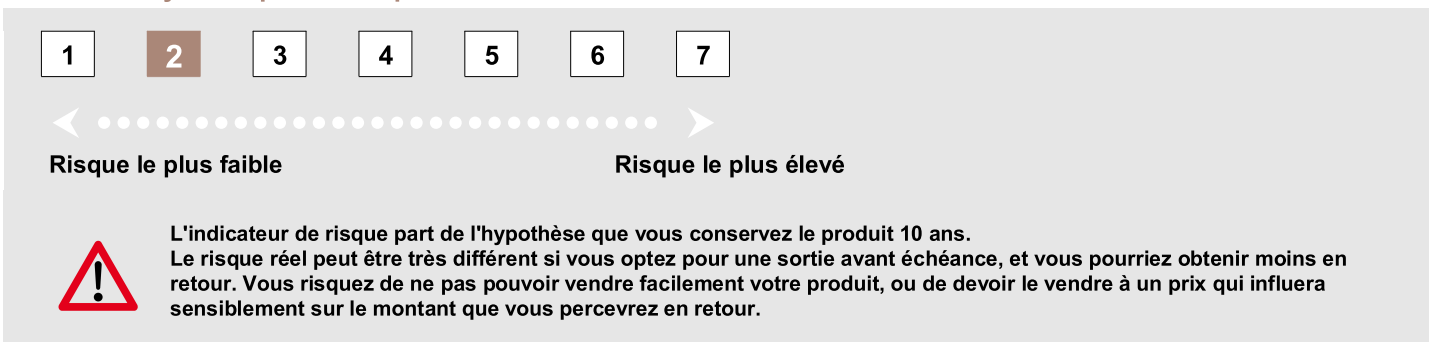 1 2 3 4 5 6 7
Risque le plus faible Risque le plus élevé
L'indicateur de risque part de l'hypothèse que vous conservez le produit 10 ans.
Le risque réel peut être très différent si vous optez pour une sortie avant échéance, et vous pourriez obtenir moins en
retour. Vous risquez de ne pas pouvoir vendre facilement votre produit, ou de devoir le vendre à un prix qui influera
sensiblement sur le montant que vous percevrez en retour.